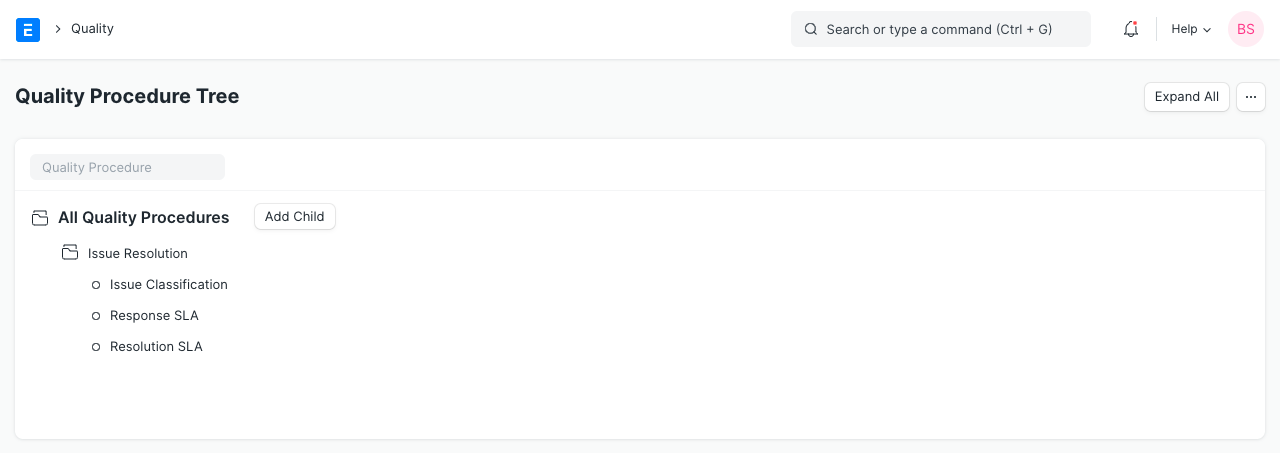 E Quality Search or type a command (Ctrl + G) Help BS
Quality Procedure Tree Expand All ...
Quality Procedure
All Quality Procedures Add Child
Issue Resolution
Issue Classification
Response SLA
Resolution SLA